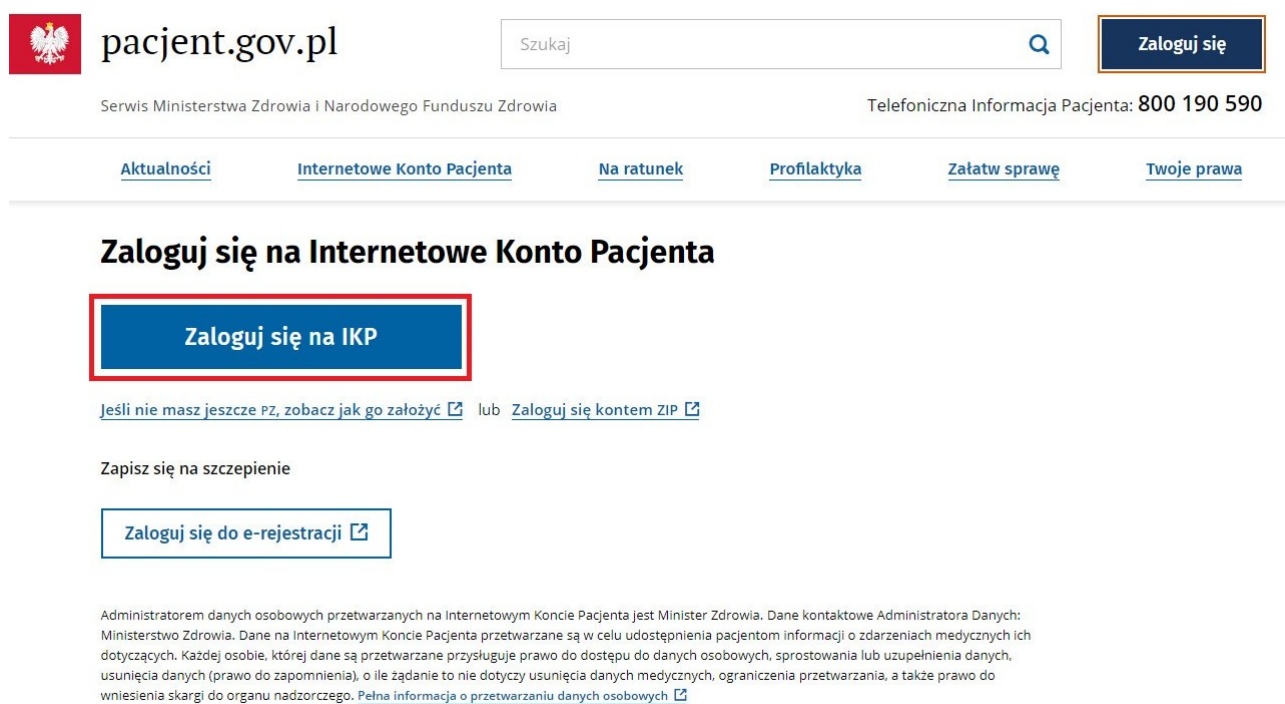 pacjent.gov.pl
Szukaj
Zaloguj się
Serwis Ministerstwa Zdrowia i Narodowego Funduszu Zdrowia
Telefoniczna Informacja Pacjenta: 800 190 590
Aktualności
Internetowe Konto Pacjenta
Na ratunek
Profilaktyka
Załatw sprawę
Twoje prawa
Zaloguj się na Internetowe Konto Pacjenta
Zaloguj się na IKP
Jeśli nie masz jeszcze PZ, zobacz jak go założyć lub Zaloguj się kontem ZIP
Zapisz się na szczepienie
Zaloguj się do e-rejestracji
Administratorem danych osobowych przetwarzanych na Internetowym Koncie Pacjenta jest Minister Zdrowia. Dane kontaktowe Administratora Danych:
Ministerstwo Zdrowia. Dane na Internetowym Koncie Pacjenta przetwarzane są w celu udostępnienia pacjentom informacji o zdarzeniach medycznych ich
dotyczących. Każdej osobie, której dane są przetwarzane przysługuje prawo do dostępu do danych osobowych, sprostowania lub uzupełnienia danych,
usunięcia danych (prawo do zapomnienia), o ile żądanie to nie dotyczy usunięcia danych medycznych, ograniczenia przetwarzania, a także prawo do
wniesienia skargi do organu nadzorczego. Pełna informacja o przetwarzaniu danych osobowych